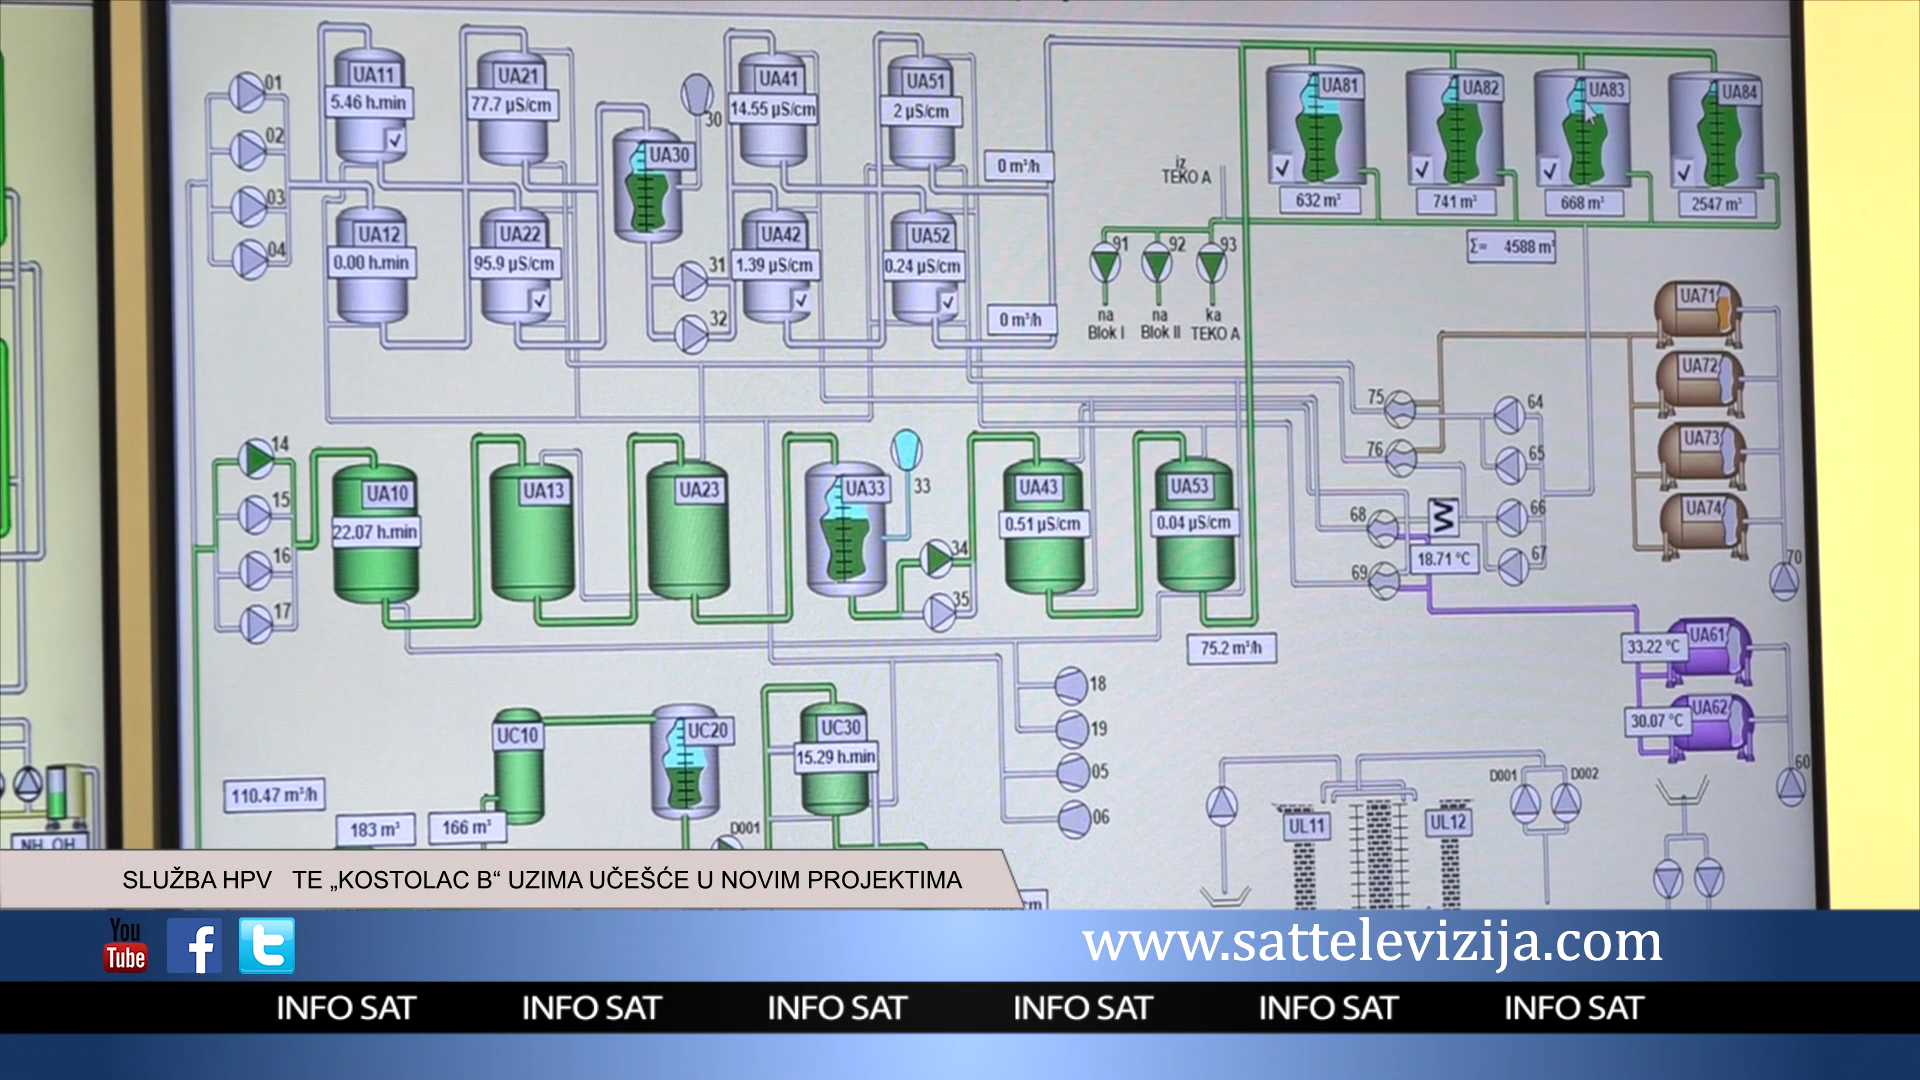 01
02
03
04
UA11
5.46 h.min
UA21
77.7 µS/cm
30
UA30
UA41
14.55 µS/cm
UA51
2 µS/cm
0 m³/h
UA12
0.00 h.min
UA22
95.9 µS/cm
31
32
UA42
1.39 µS/cm
UA52
0.24 µS/cm
0 m³/h
iz
TEKO A
91
92
93
na
Blok I
na
Blok II
ka
TEKO A
UA81
UA82
UA83
UA84
632 m³
741 m³
668 m³
2547 m³
Σ= 4588 m³
UA71
UA72
UA73
UA74
75
76
64
65
66
67
68
69
W
18.71 °C
70
14
15
16
17
UA10
22.07 h.min
UA13
UA23
UA33
33
34
35
UA43
0.51 µS/cm
UA53
0.04 µS/cm
75.2 m³/h
UA61
33.22 °C
UA62
30.07 °C
60
18
19
05
06
UC10
UC20
UC30
15.29 h.min
110.47 m³/h
183 m³
166 m³
D001
D001
D002
UL11
UL12
NH OH
cm
SLUŽBA HPV TE „KOSTOLAC B“ UZIMA UČEŠĆE U NOVIM PROJEKTIMA
You
Tube
f
t
www.sattelevizija.com
INFO SAT INFO SAT INFO SAT INFO SAT INFO SAT INFO SAT